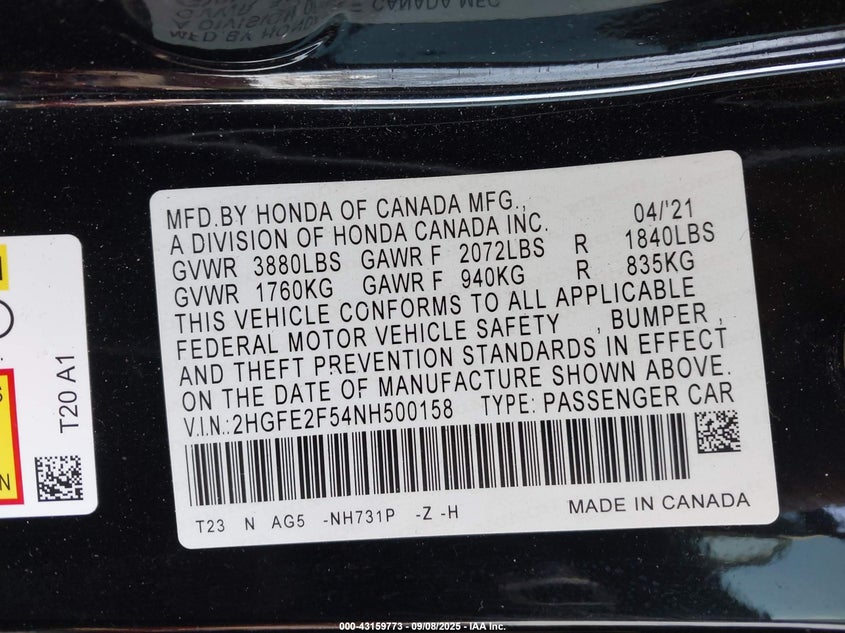 CANADA MFG
MFD.BY HONDA OF CANADA MFG., 04/'21
A DIVISION OF HONDA CANADA INC.
GVWR 3880LBS GAWR F 2072LBS R 1840LBS
GVWR 1760KG GAWR F 940KG R 835KG
THIS VEHICLE CONFORMS TO ALL APPLICABLE
FEDERAL MOTOR VEHICLE SAFETY , BUMPER ,
AND THEFT PREVENTION STANDARDS IN EFFECT
ON THE DATE OF MANUFACTURE SHOWN ABOVE.
V.I.N.:2HGFE2F54NH500158 TYPE: PASSENGER CAR
T23 N AG5 -NH731P -Z -H MADE IN CANADA
T20 A1
000-43159773 - 09/08/2025 - IAA Inc.